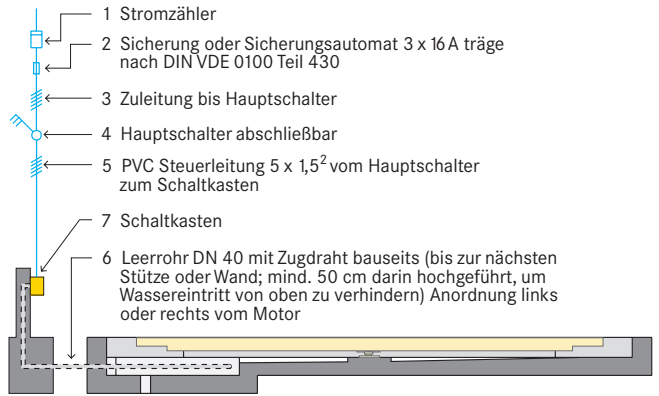 1 Stromzähler
2 Sicherung oder Sicherungsautomat 3 x 16 A träge
nach DIN VDE 0100 Teil 430
3 Zuleitung bis Hauptschalter
4 Hauptschalter abschließbar
5 PVC Steuerleitung 5 x 1,5² vom Hauptschalter
zum Schaltkasten
7 Schaltkasten
6 Leerrohr DN 40 mit Zugdraht bauseits (bis zur nächsten
Stütze oder Wand; mind. 50 cm darin hochgeführt, um
Wassereintritt von oben zu verhindern) Anordnung links
oder rechts vom Motor